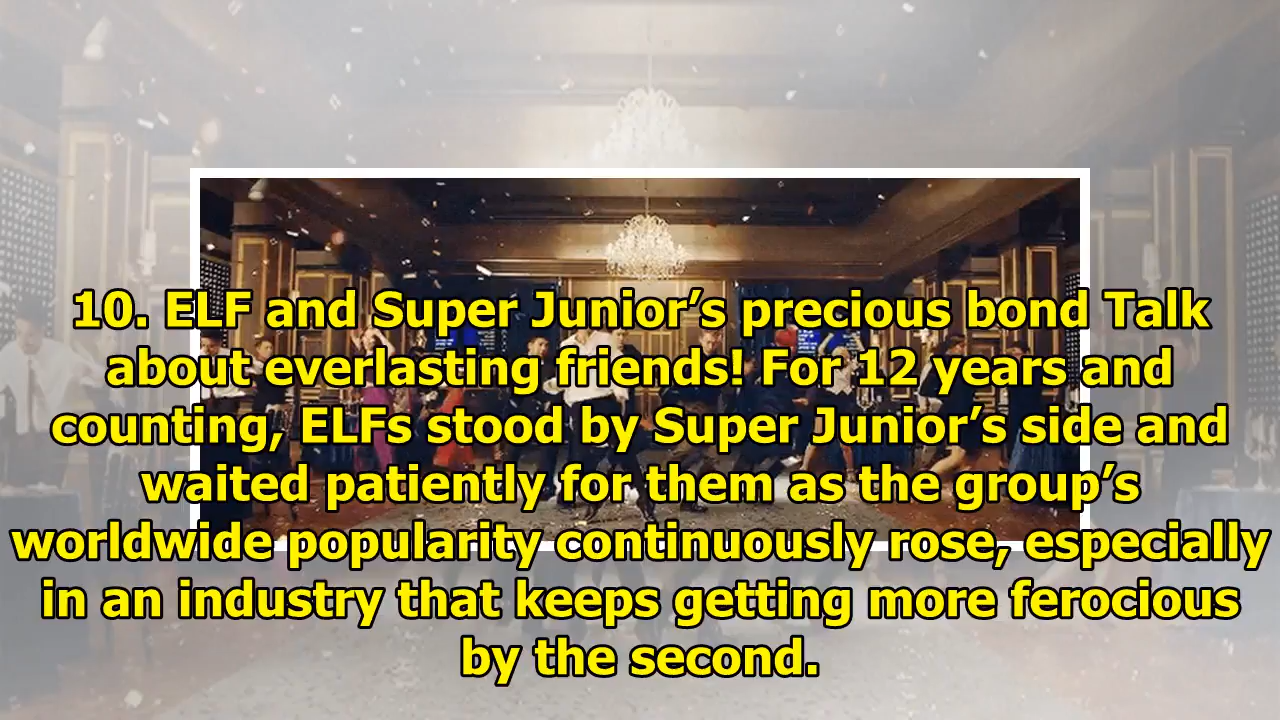 10. ELF and Super Junior’s precious bond Talk
about everlasting friends! For 12 years and
counting, ELFs stood by Super Junior’s side and
waited patiently for them as the group’s
worldwide popularity continuously rose, especially
in an industry that keeps getting more ferocious
by the second.